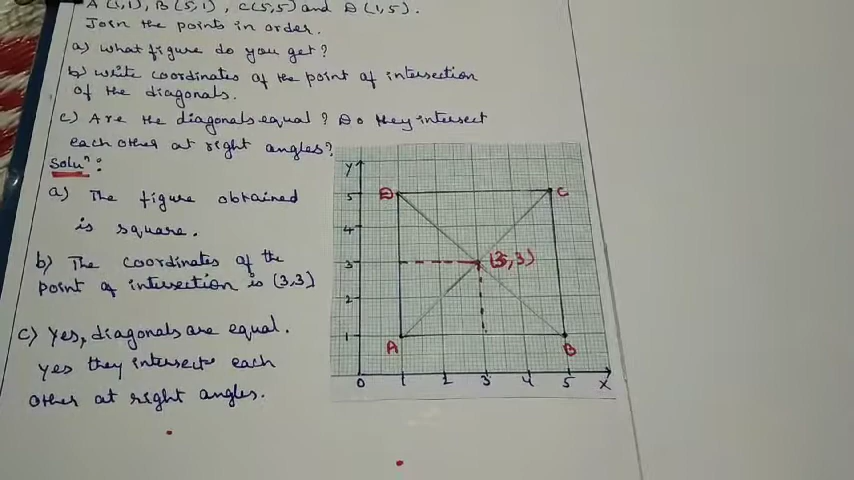 A (1,1), B (5,1), C(5,5) and D (1,5).
Join the points in order.
a) what figure do you get?
b) write coordinates of the point of intersection
of the diagonals.
c) Are the diagonals equal? Do they intersect
each other at right angles?
Solun:
a) The figure obtained
is square.
b) The coordinates of the
point of intersection is (3,3)
c) Yes, diagonals are equal.
yes they intersects each
other at right angles.
Y
5 D C
4
3 (3,3)
2
1 A B
0 1 2 3 4 5 X